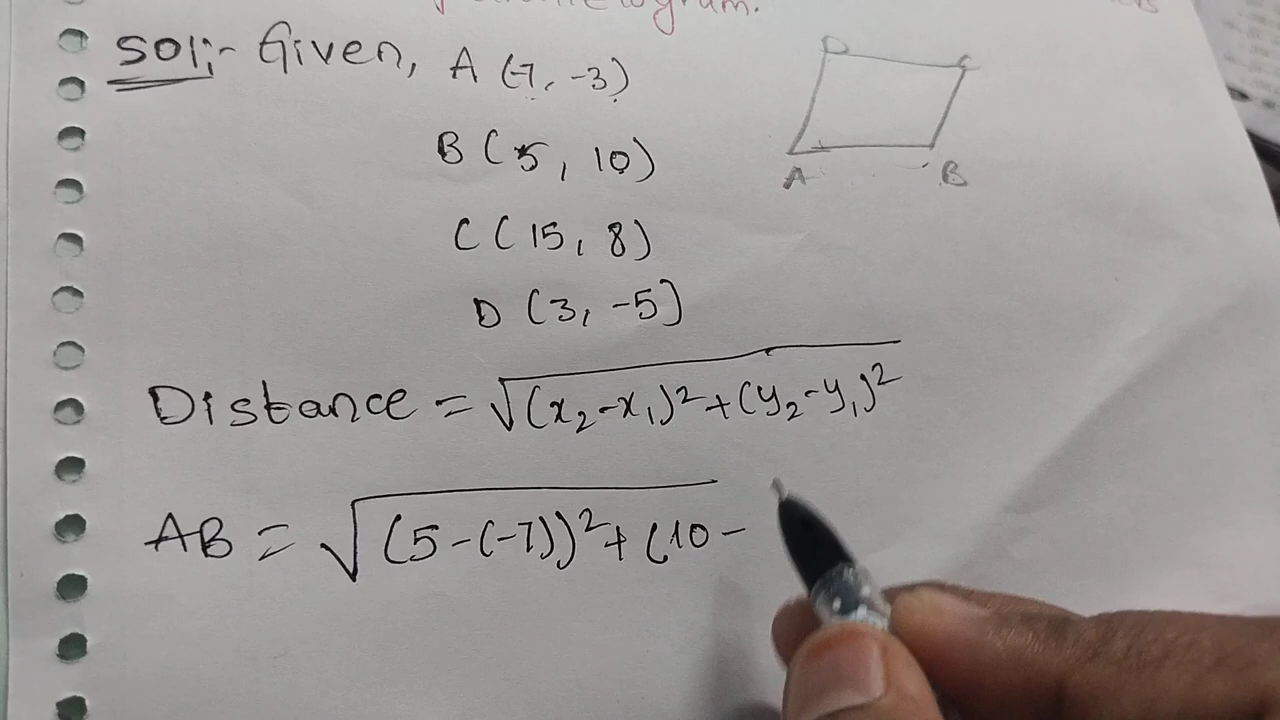 SOl:- Given, A (-7, -3)
B (5, 10)
C (15, 8)
D (3, -5]
Distance = √(x₂-x₁)²+(y₂-y₁)²
AB = √(5-(-7))²+(10-
D C
A B